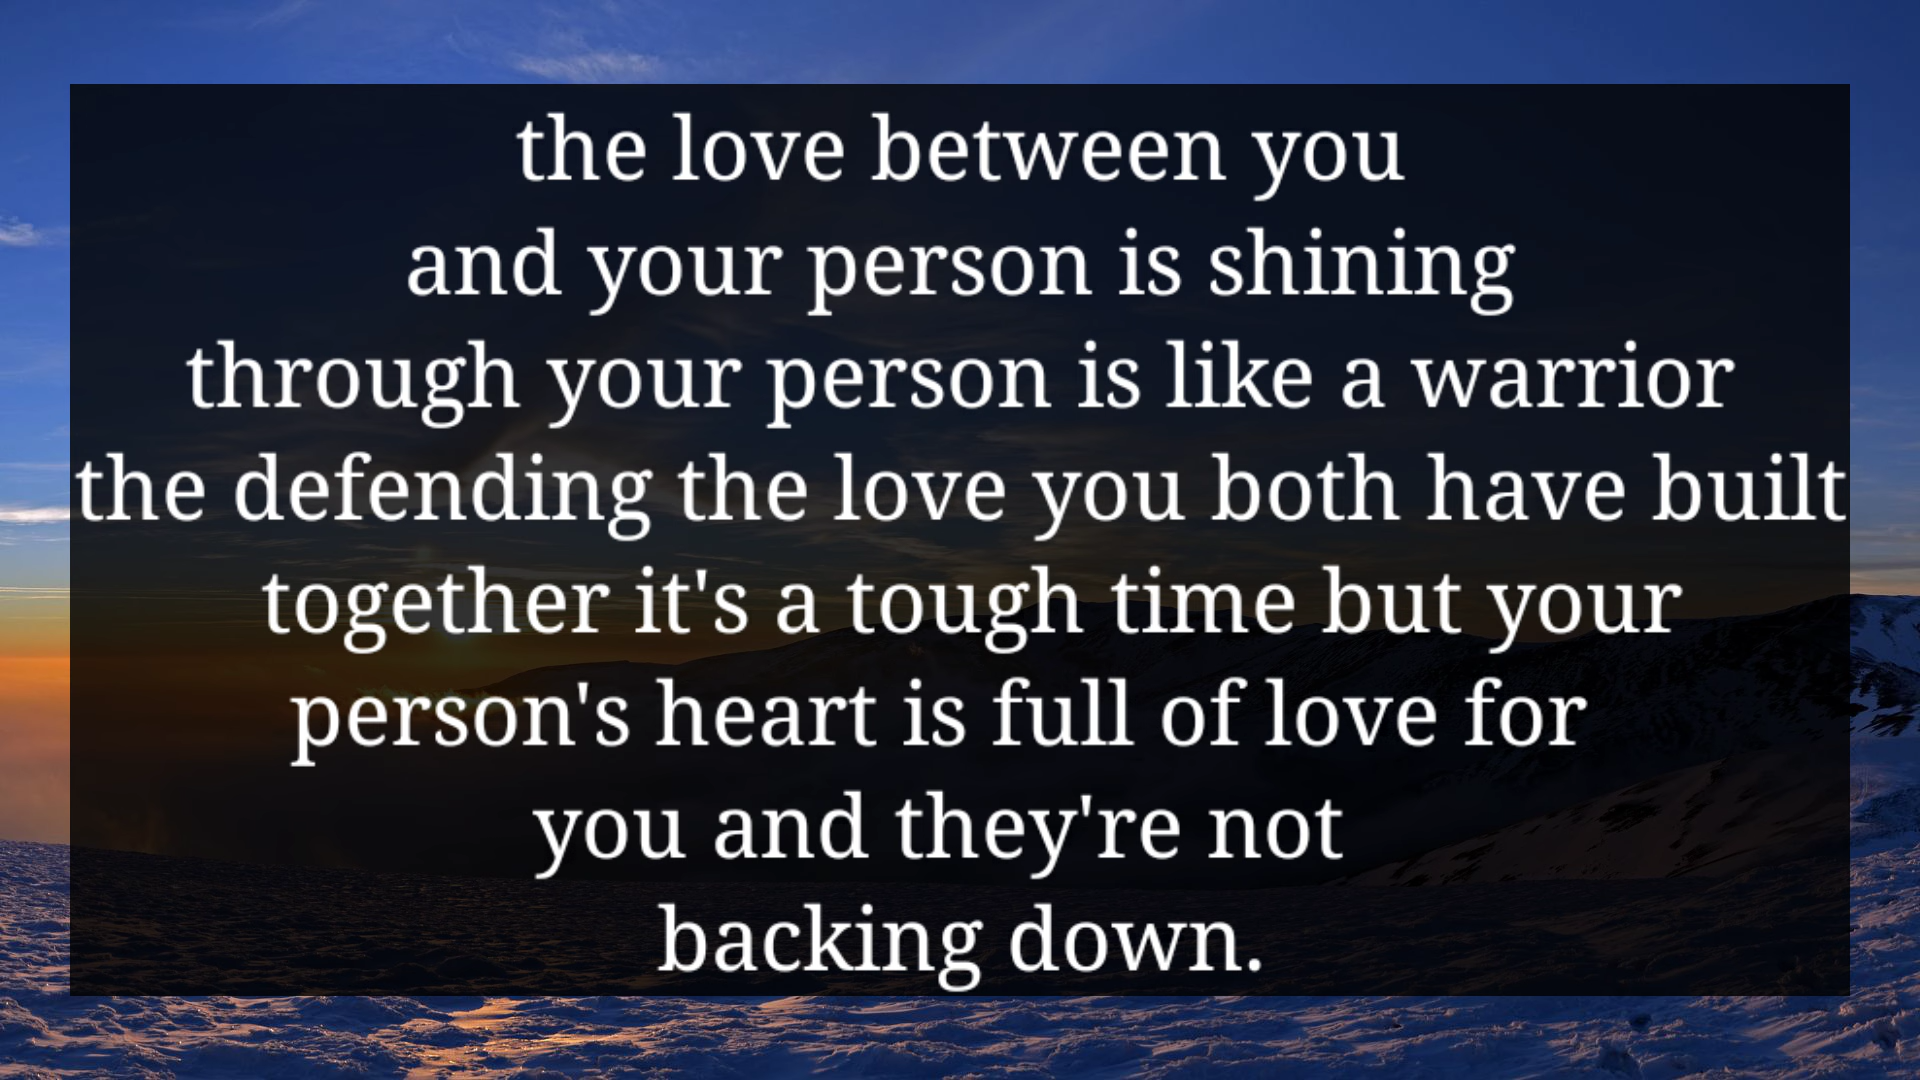 the love between you
and your person is shining
through your person is like a warrior
the defending the love you both have built
together it's a tough time but your
person's heart is full of love for
you and they're not
backing down.